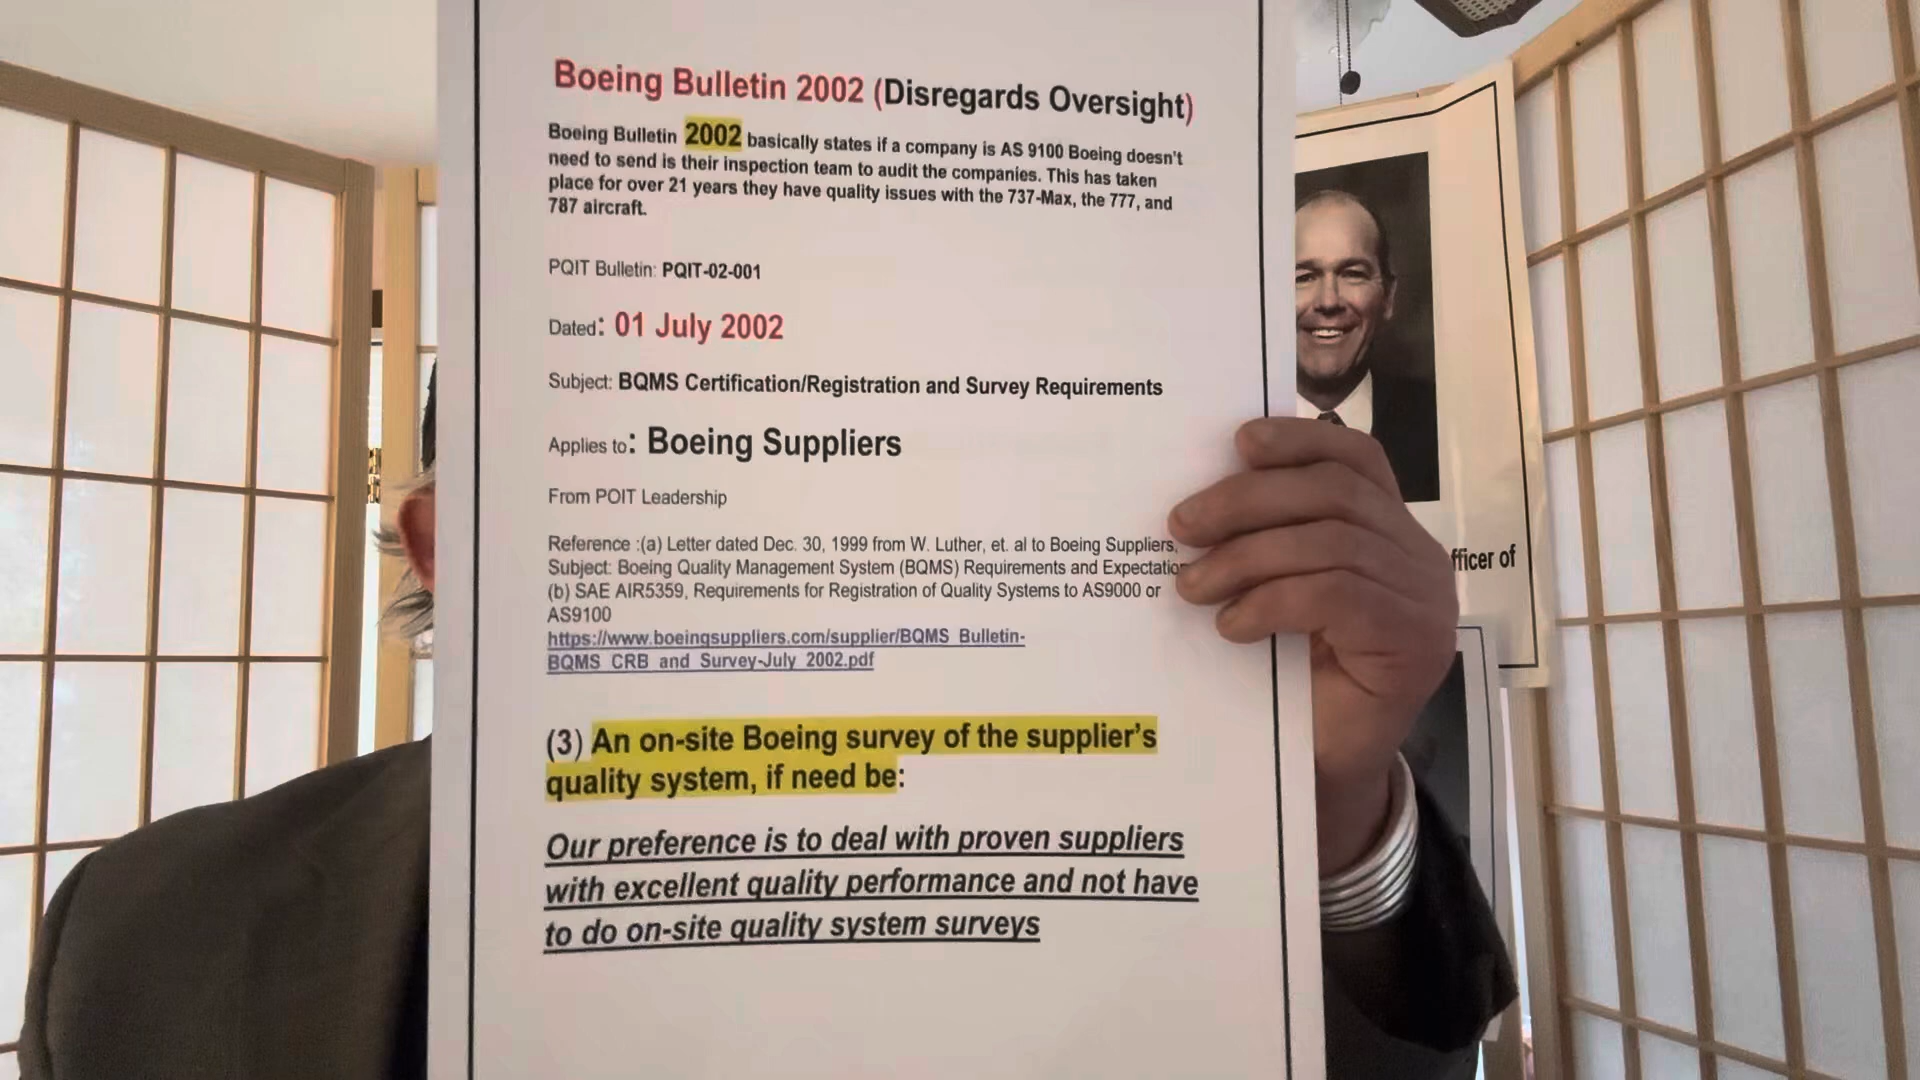 Boeing Bulletin 2002 (Disregards Oversight)
Boeing Bulletin 2002 basically states if a company is AS 9100 Boeing doesn't
need to send is their inspection team to audit the companies. This has taken
place for over 21 years they have quality issues with the 737-Max, the 777, and
787 aircraft.
PQIT Bulletin: PQIT-02-001
Dated: 01 July 2002
Subject: BQMS Certification/Registration and Survey Requirements
Applies to: Boeing Suppliers
From POIT Leadership
Reference :(a) Letter dated Dec. 30, 1999 from W. Luther, et. al to Boeing Suppliers,
Subject: Boeing Quality Management System (BQMS) Requirements and Expectation
(b) SAE AIR5359, Requirements for Registration of Quality Systems to AS9000 or
AS9100
https://www.boeingsuppliers.com/supplier/BQMS_Bulletin-
BQMS_CRB_and_Survey-July_2002.pdf
(3) An on-site Boeing survey of the supplier's
quality system, if need be:
Our preference is to deal with proven suppliers
with excellent quality performance and not have
to do on-site quality system surveys
fficer of